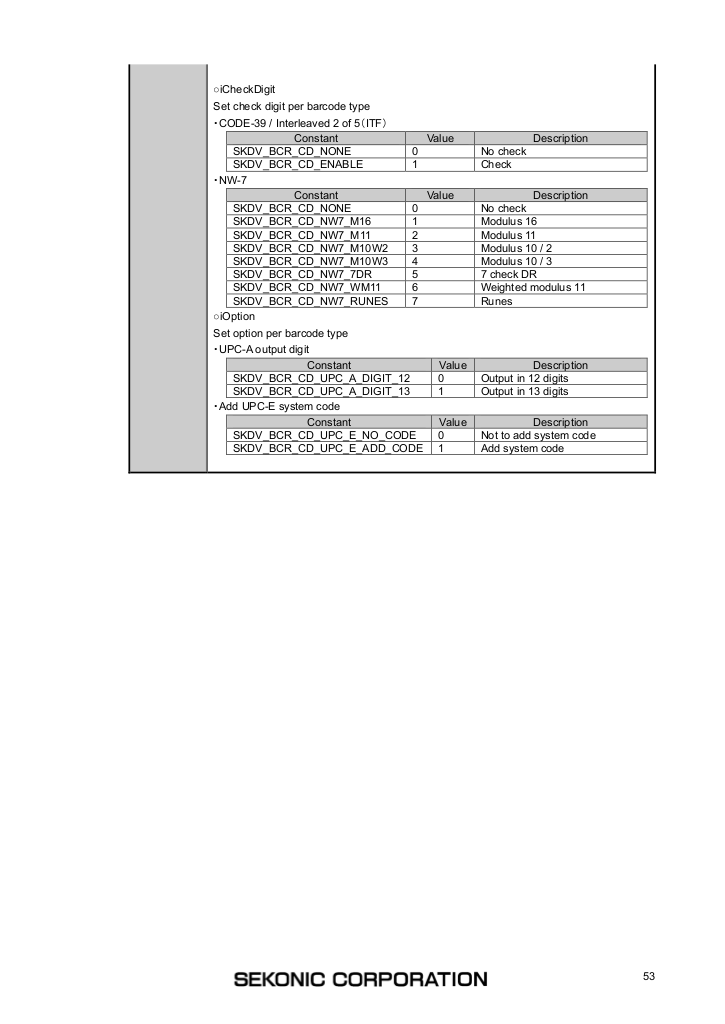 ○iCheckDigit
Set check digit per barcode type
・CODE-39 / Interleaved 2 of 5（ITF）
Constant Value Description
SKDV_BCR_CD_NONE 0 No check
SKDV_BCR_CD_ENABLE 1 Check
・NW-7
Constant Value Description
SKDV_BCR_CD_NONE 0 No check
SKDV_BCR_CD_NW7_M16 1 Modulus 16
SKDV_BCR_CD_NW7_M11 2 Modulus 11
SKDV_BCR_CD_NW7_M10W2 3 Modulus 10 / 2
SKDV_BCR_CD_NW7_M10W3 4 Modulus 10 / 3
SKDV_BCR_CD_NW7_7DR 5 7 check DR
SKDV_BCR_CD_NW7_WM11 6 Weighted modulus 11
SKDV_BCR_CD_NW7_RUNES 7 Runes
○iOption
Set option per barcode type
・UPC-A output digit
Constant Value Description
SKDV_BCR_CD_UPC_A_DIGIT_12 0 Output in 12 digits
SKDV_BCR_CD_UPC_A_DIGIT_13 1 Output in 13 digits
・Add UPC-E system code
Constant Value Description
SKDV_BCR_CD_UPC_E_NO_CODE 0 Not to add system code
SKDV_BCR_CD_UPC_E_ADD_CODE 1 Add system code
SEKONIC CORPORATION
53